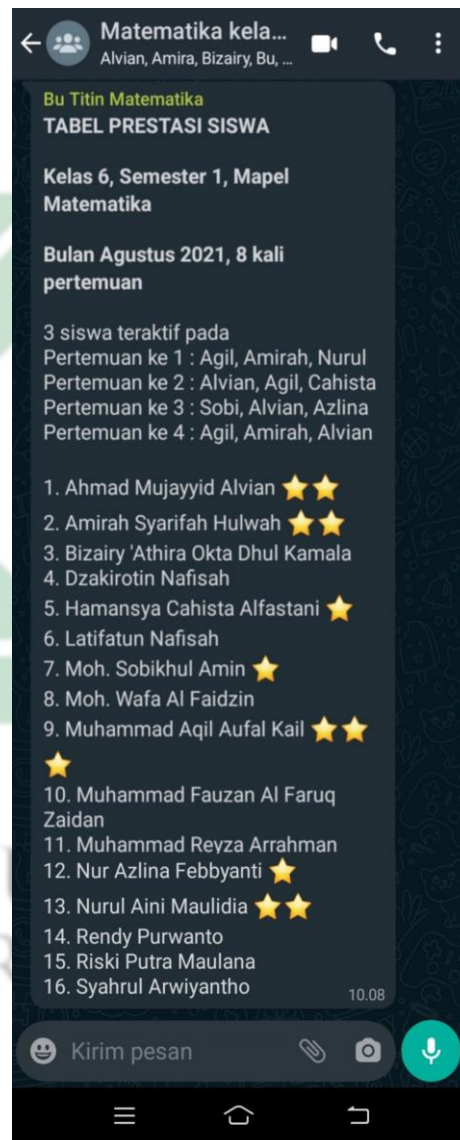 Matematika kela...
Alvian, Amira, Bizairy, Bu, ...
Bu Titin Matematika
TABEL PRESTASI SISWA
Kelas 6, Semester 1, Mapel
Matematika
Bulan Agustus 2021, 8 kali
pertemuan
3 siswa teraktif pada
Pertemuan ke 1 : Agil, Amirah, Nurul
Pertemuan ke 2 : Alvian, Agil, Cahista
Pertemuan ke 3 : Sobi, Alvian, Azlina
Pertemuan ke 4 : Agil, Amirah, Alvian
1. Ahmad Mujayyid Alvian ⭐⭐
2. Amirah Syarifah Hulwah ⭐⭐
3. Bizairy 'Athira Okta Dhul Kamala
4. Dzakirotin Nafisah
5. Hamansya Cahista Alfastani ⭐
6. Latifatun Nafisah
7. Moh. Sobikhul Amin ⭐
8. Moh. Wafa Al Faidzin
9. Muhammad Aqil Aufal Kail ⭐⭐
⭐
10. Muhammad Fauzan Al Faruq
Zaidan
11. Muhammad Reyza Arrahman
12. Nur Azlina Febbyanti ⭐
13. Nurul Aini Maulidia ⭐⭐
14. Rendy Purwanto
15. Riski Putra Maulana
16. Syahrul Arwiyantho
10.08
Kirim pesan